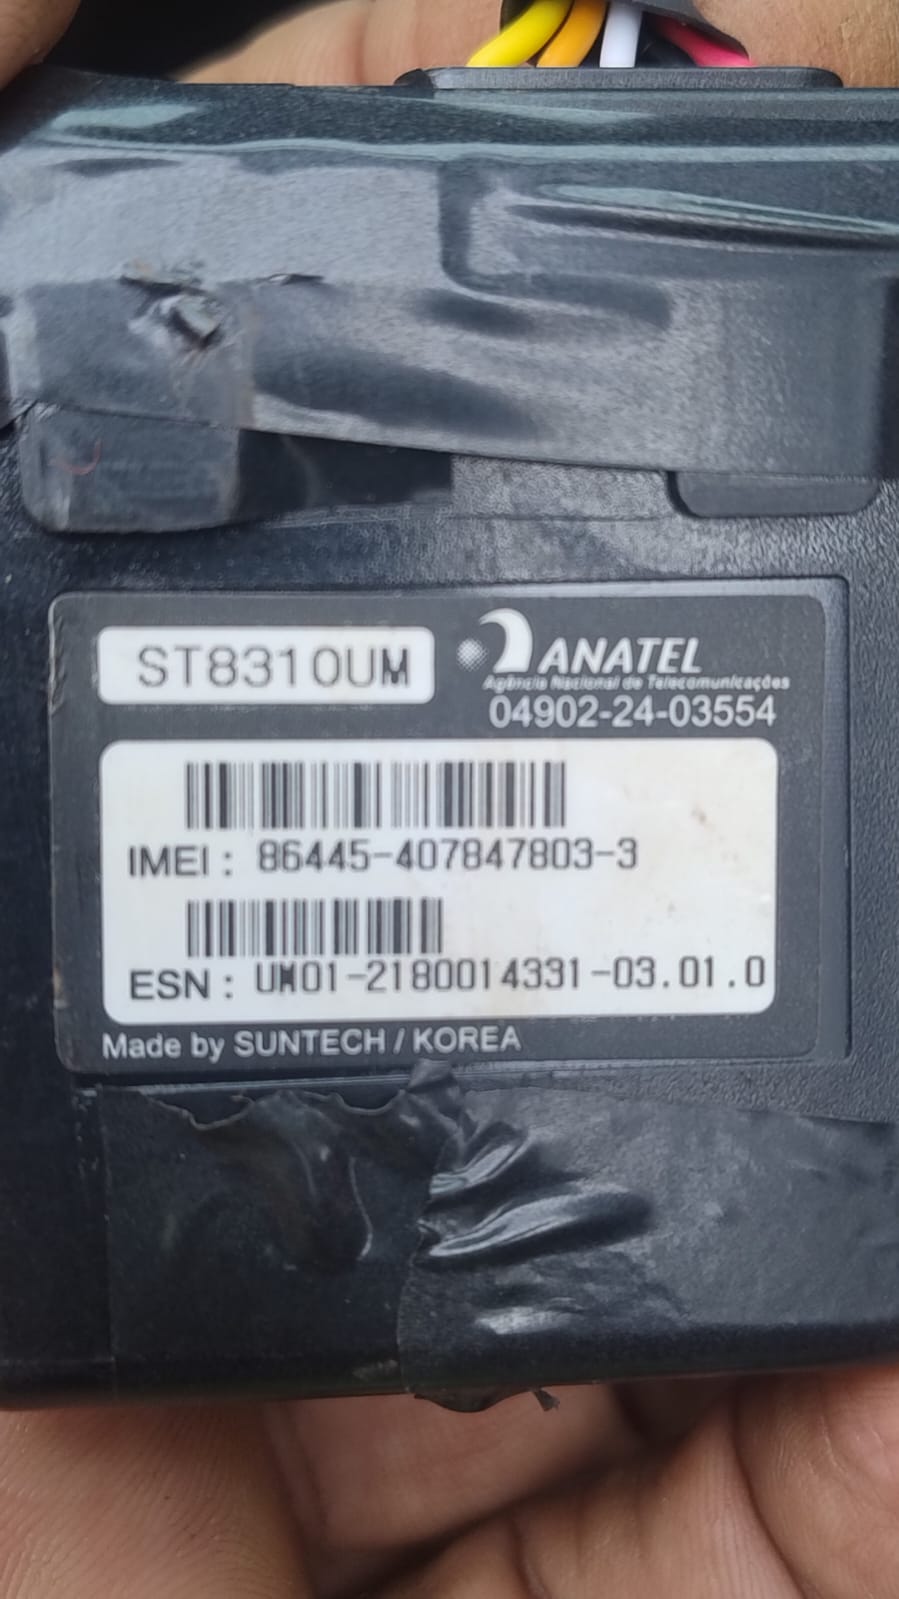 ST8310UM
ANATEL
Agência Nacional de Telecomunicações
04902-24-03554
IMEI : 86445-407847803-3
ESN : UM01-2180014331-03.01.0
Made by SUNTECH / KOREA